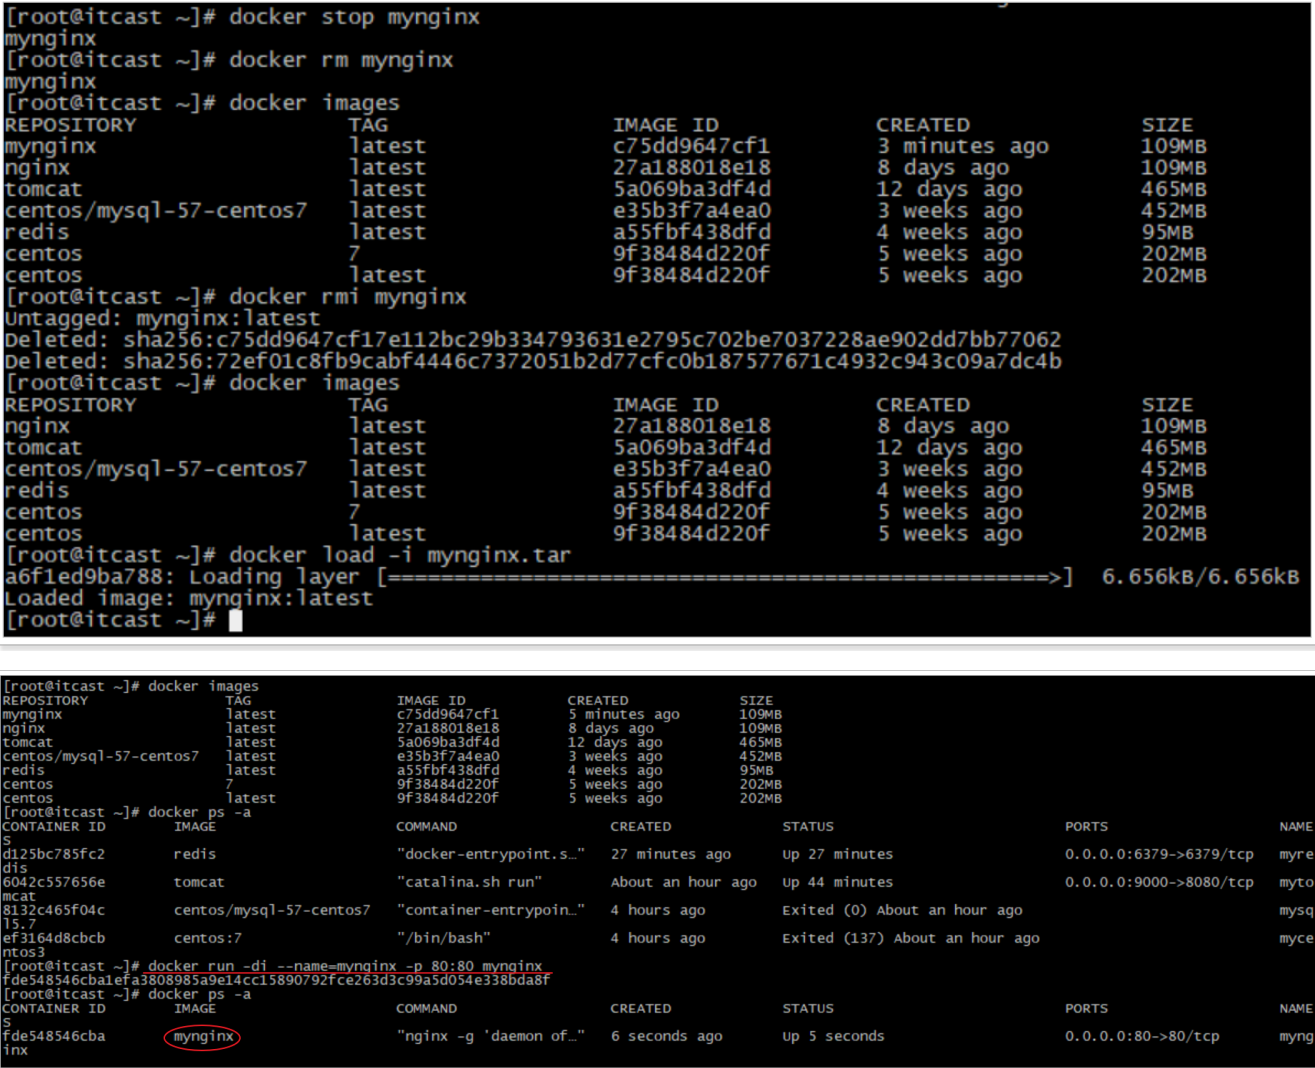 [root@itcast ~]# docker stop mynginx
mynginx
[root@itcast ~]# docker rm mynginx
mynginx
[root@itcast ~]# docker images
REPOSITORY TAG IMAGE ID CREATED SIZE
mynginx latest c75dd9647cf1 3 minutes ago 109MB
nginx latest 27a188018e18 8 days ago 109MB
tomcat latest 5a069ba3df4d 12 days ago 465MB
centos/mysql-57-centos7 latest e35b3f7a4ea0 3 weeks ago 452MB
redis latest a55fbf438dfd 4 weeks ago 95MB
centos 7 9f38484d220f 5 weeks ago 202MB
centos latest 9f38484d220f 5 weeks ago 202MB
[root@itcast ~]# docker rmi mynginx
Untagged: mynginx:latest
Deleted: sha256:c75dd9647cf17e112bc29b334793631e2795c702be7037228ae902dd7bb77062
Deleted: sha256:72ef01c8fb9cabf4446c7372051b2d77cfc0b187577671c4932c943c09a7dc4b
[root@itcast ~]# docker images
REPOSITORY TAG IMAGE ID CREATED SIZE
nginx latest 27a188018e18 8 days ago 109MB
tomcat latest 5a069ba3df4d 12 days ago 465MB
centos/mysql-57-centos7 latest e35b3f7a4ea0 3 weeks ago 452MB
redis latest a55fbf438dfd 4 weeks ago 95MB
centos 7 9f38484d220f 5 weeks ago 202MB
centos latest 9f38484d220f 5 weeks ago 202MB
[root@itcast ~]# docker load -i mynginx.tar
a6f1ed9ba788: Loading layer [==================================================>] 6.656kB/6.656kB
Loaded image: mynginx:latest
[root@itcast ~]#
[root@itcast ~]# docker images
REPOSITORY TAG IMAGE ID CREATED SIZE
mynginx latest c75dd9647cf1 5 minutes ago 109MB
nginx latest 27a188018e18 8 days ago 109MB
tomcat latest 5a069ba3df4d 12 days ago 465MB
centos/mysql-57-centos7 latest e35b3f7a4ea0 3 weeks ago 452MB
redis latest a55fbf438dfd 4 weeks ago 95MB
centos 7 9f38484d220f 5 weeks ago 202MB
centos latest 9f38484d220f 5 weeks ago 202MB
[root@itcast ~]# docker ps -a
CONTAINER ID IMAGE COMMAND CREATED STATUS PORTS NAME
S
d125bc785fc2 redis "docker-entrypoint.s…" 27 minutes ago Up 27 minutes 0.0.0.0:6379->6379/tcp myre
dis
6042c557656e tomcat "catalina.sh run" About an hour ago Up 44 minutes 0.0.0.0:9000->8080/tcp myto
mcat
8132c465f04c centos/mysql-57-centos7 "container-entrypoin…" 4 hours ago Exited (0) About an hour ago mysq
l5.7
ef3164d8cbcb centos:7 "/bin/bash" 4 hours ago Exited (137) About an hour ago myce
ntos3
[root@itcast ~]# docker run -di --name=mynginx -p 80:80 mynginx
fde548546cba1efa3808985a9e14cc15890792fce263d3c99a5d054e338bda8f
[root@itcast ~]# docker ps -a
CONTAINER ID IMAGE COMMAND CREATED STATUS PORTS NAME
S
fde548546cba mynginx "nginx -g 'daemon of…" 6 seconds ago Up 5 seconds 0.0.0.0:80->80/tcp myng
inx